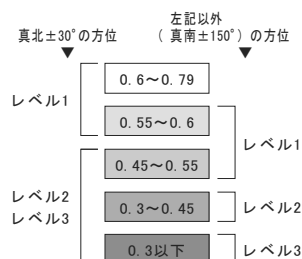 真北±30°の方位
左記以外
（真南±150°）の方位
▼ ▼
0.6～0.79
レベル1
0.55～0.6
レベル1
0.45～0.55
レベル2
レベル3
0.3～0.45
レベル2
0.3以下
レベル3